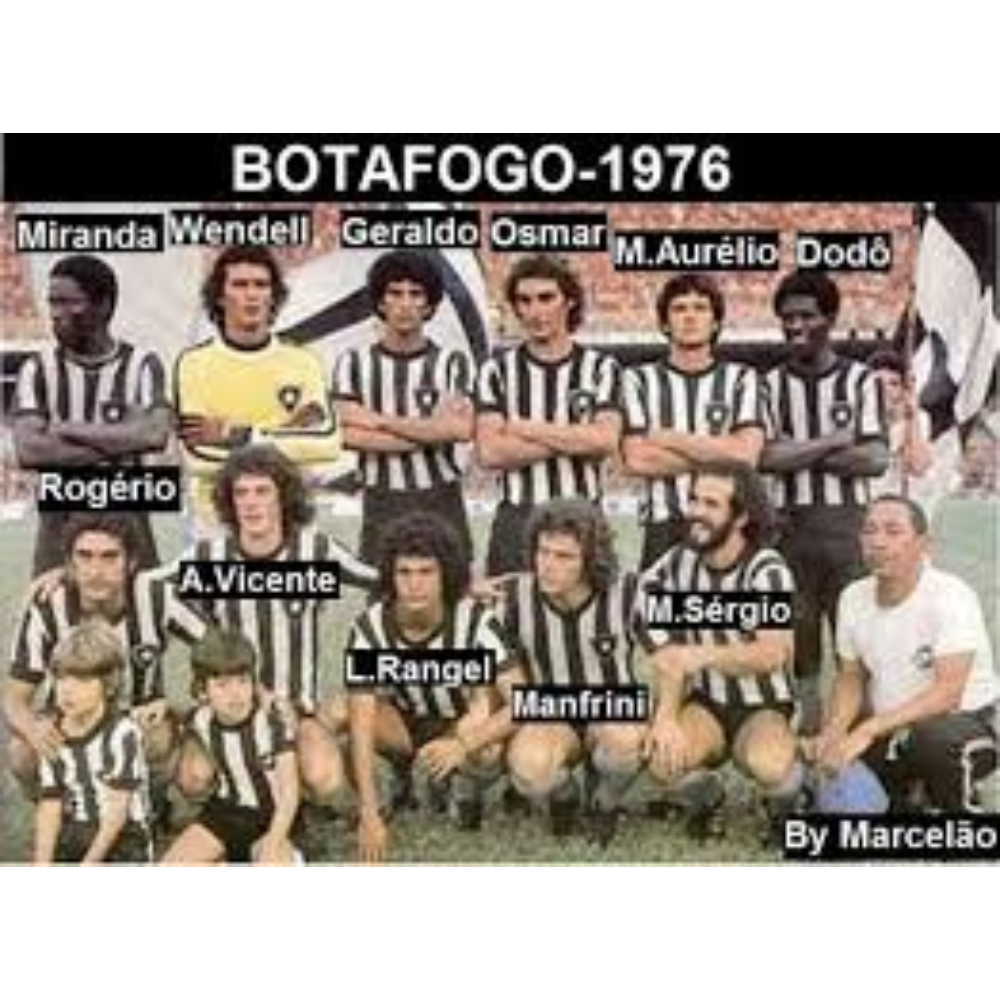 BOTAFOGO-1976
Miranda Wendell Geraldo Osmar M.Aurélio Dodô
Rogério
A.Vicente
M.Sérgio
L.Rangel
Manfrini
By Marcelão